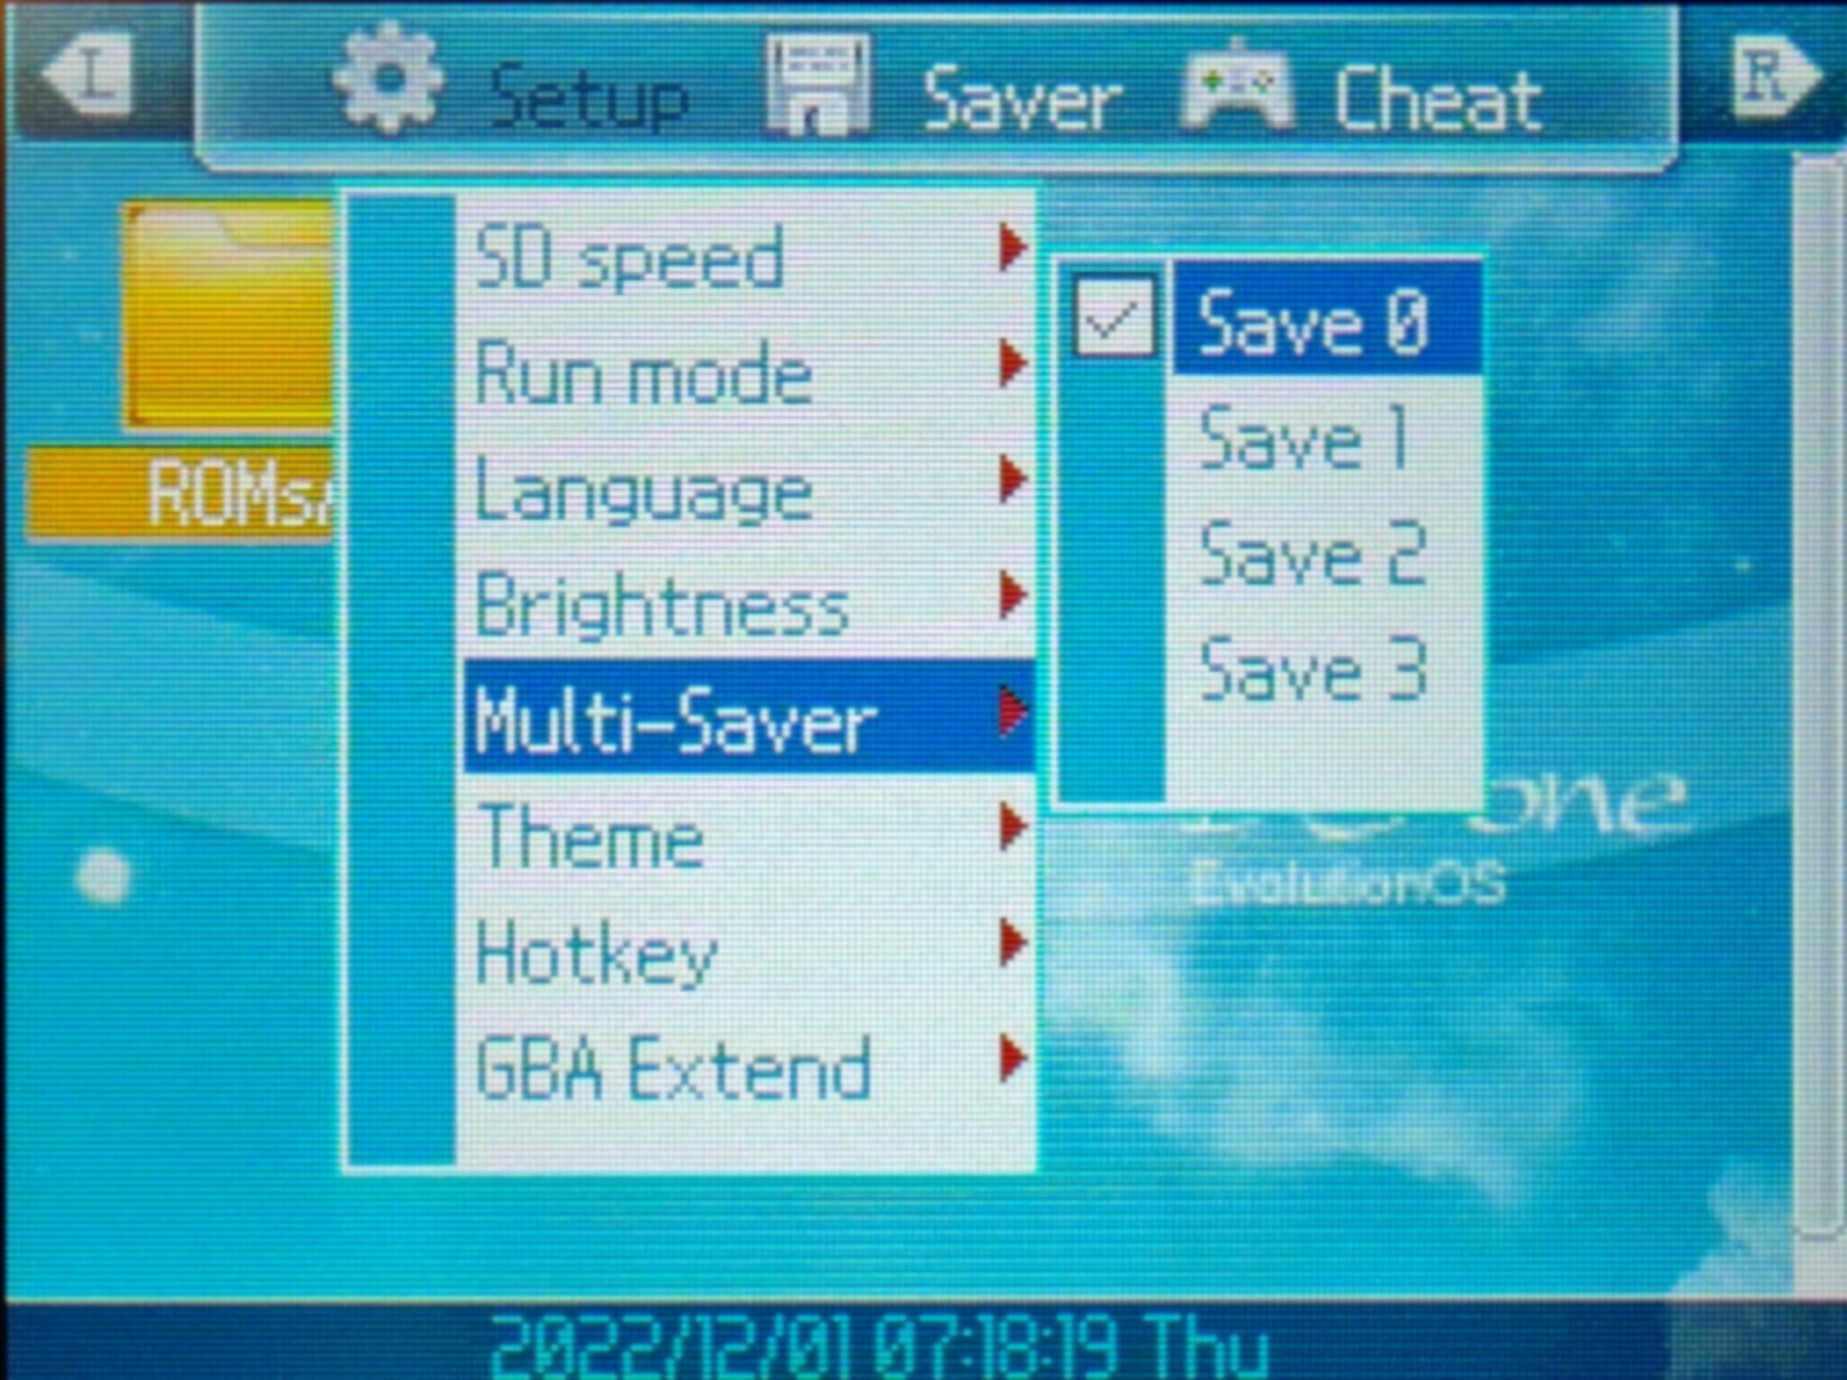 L Setup Saver Cheat R
SD speed
Run mode
Language
Brightness
Multi-Saver
Theme
Hotkey
GBA Extend
Save 0
Save 1
Save 2
Save 3
EvolutionOS
2022/12/01 07:18:19 Thu